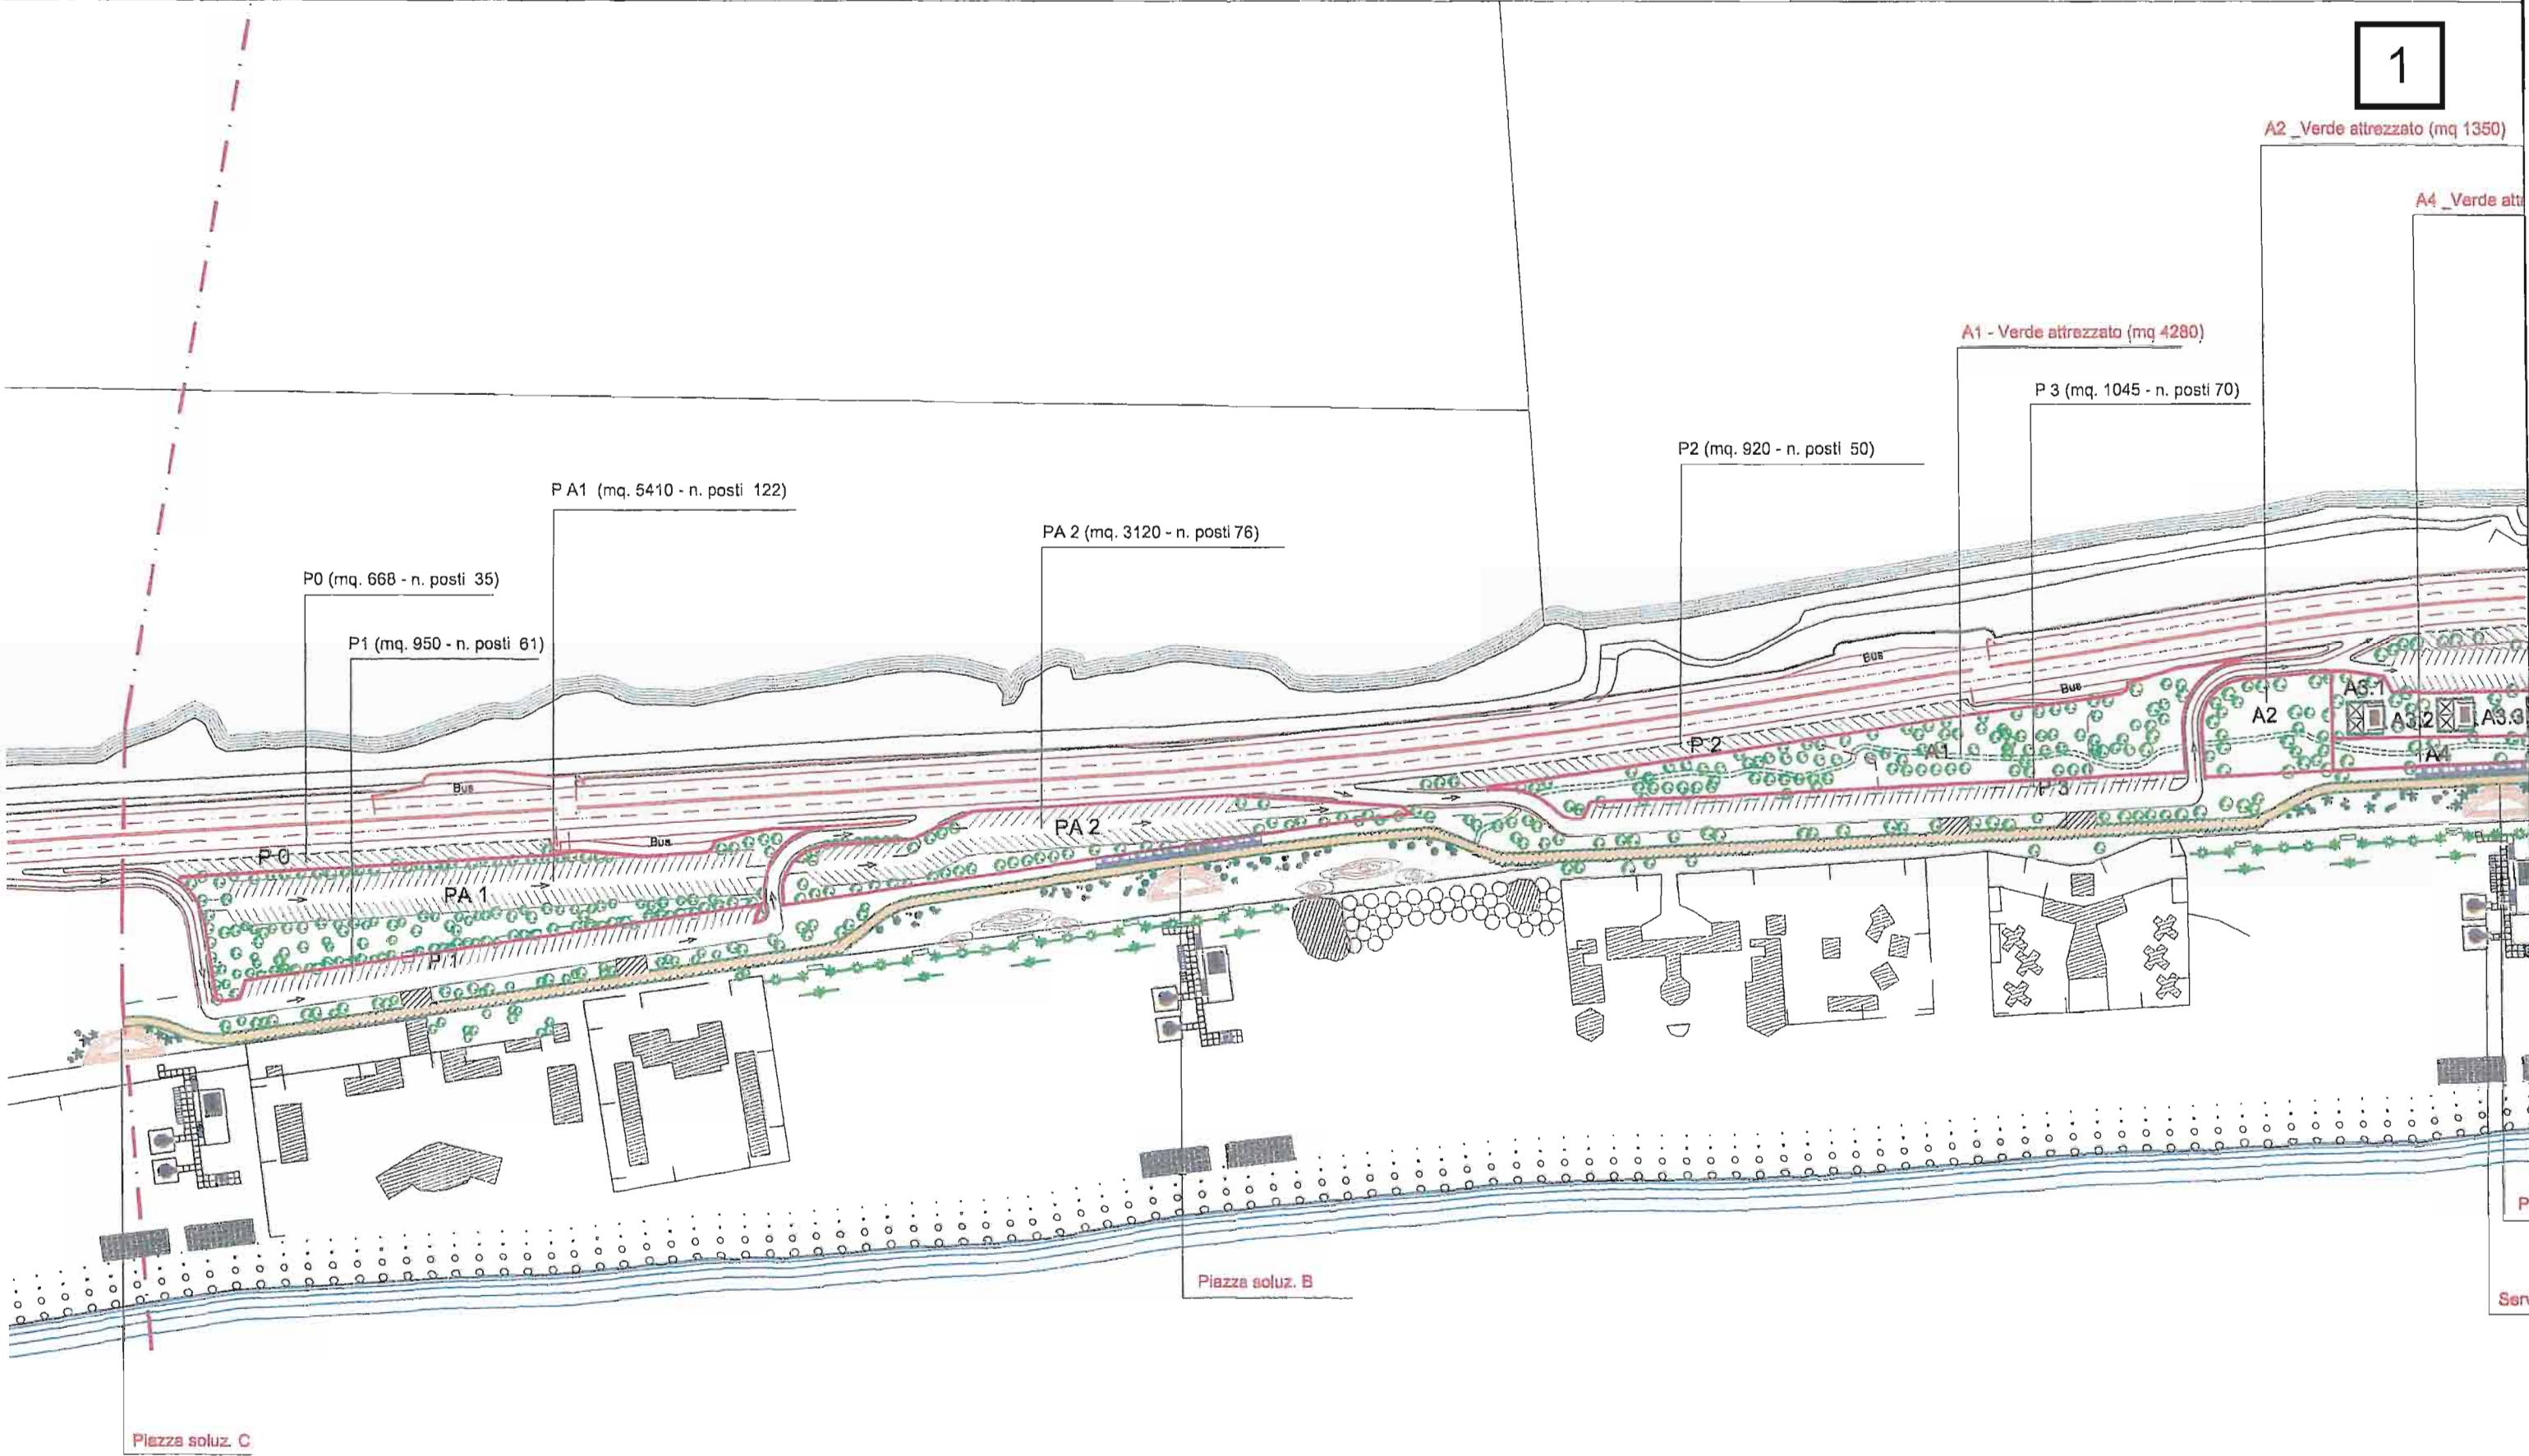 1
A2 _Verde attrezzato (mq 1350)
A4 _Verde att
A1 - Verde attrezzato (mq 4280)
P 3 (mq. 1045 - n. posti 70)
P2 (mq. 920 - n. posti 50)
P A1 (mq. 5410 - n. posti 122)
PA 2 (mq. 3120 - n. posti 76)
P0 (mq. 668 - n. posti 35)
P1 (mq. 950 - n. posti 61)
Bus
Bus
A3.1
A2
A3.2
A3.3
P 2
A1
A4
Bus
P 3
PA 2
Bus
P 0
PA 1
P 1
P
Piazza soluz. B
Serv
Piazza soluz. C